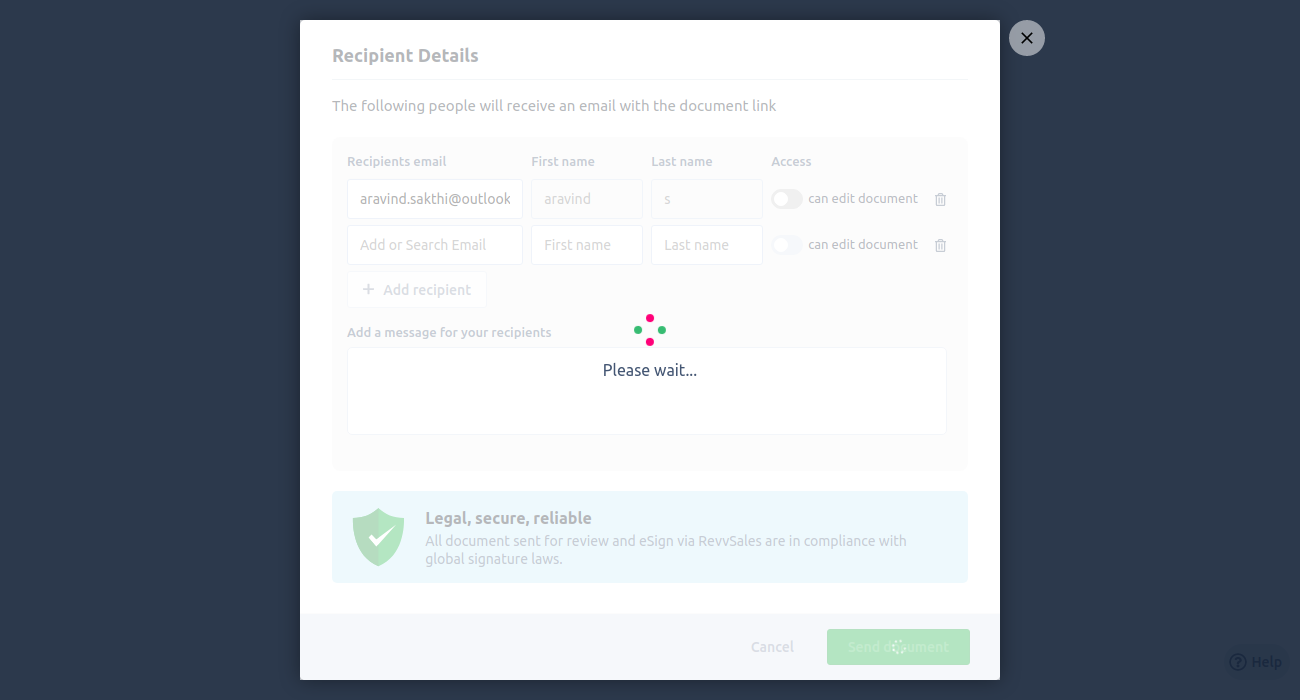 Recipient Details
The following people will receive an email with the document link
Recipients email First name Last name Access
aravind.sakthi@outlook aravind s can edit document
Add or Search Email First name Last name can edit document
+ Add recipient
Add a message for your recipients
Please wait...
Legal, secure, reliable
All document sent for review and eSign via RevvSales are in compliance with
global signature laws.
Cancel Send document
Help